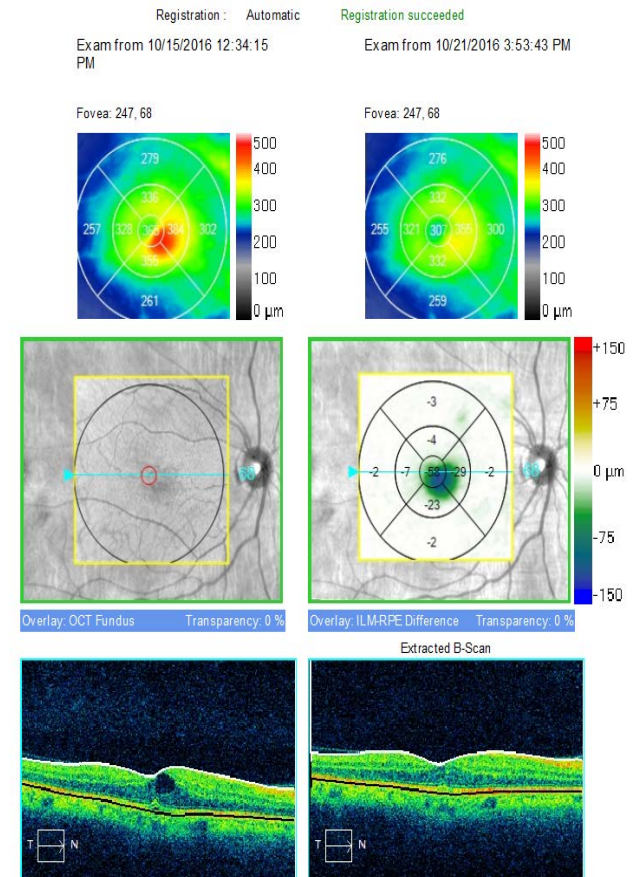 Registration : Automatic Registration succeeded
Exam from 10/15/2016 12:34:15 PM
Exam from 10/21/2016 3:53:43 PM
Fovea: 247, 68
Fovea: 247, 68
279
336
257 328 365 384 302
355
261
500
400
300
200
100
0 µm
276
332
255 321 307 355 300
332
259
500
400
300
200
100
0 µm
68
-3
-4
-2 -7 -58 -29 -2
-23
-2
68
+150
+75
0 µm
-75
-150
Overlay: OCT Fundus Transparency: 0 %
Overlay: ILM-RPE Difference Transparency: 0 %
Extracted B-Scan
T N
T N